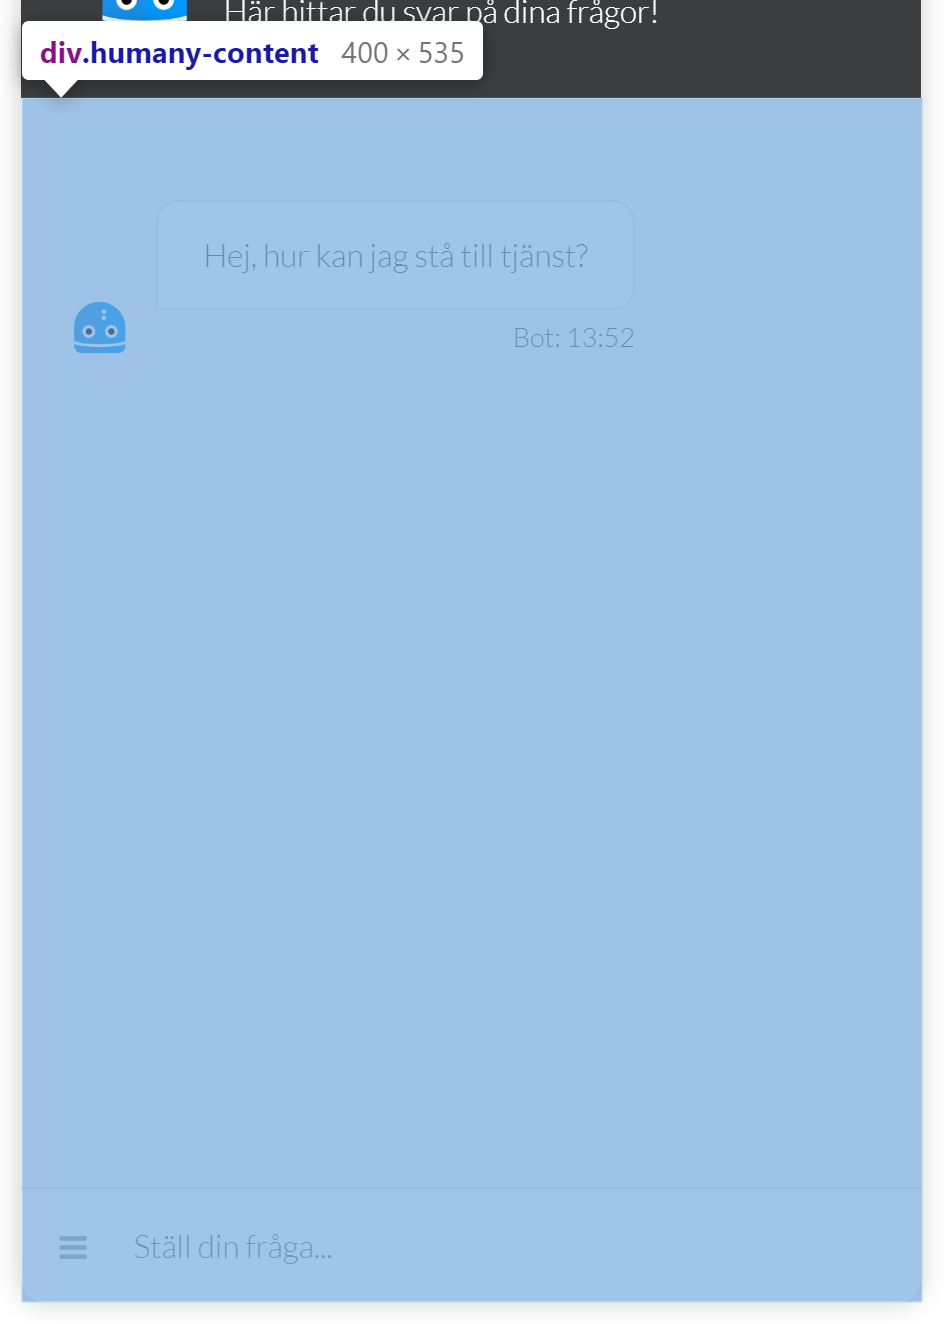 Här hittar du svar på dina frågor!
div.humany-content 400 × 535
Hej, hur kan jag stå till tjänst?
Bot: 13:52
Ställ din fråga...